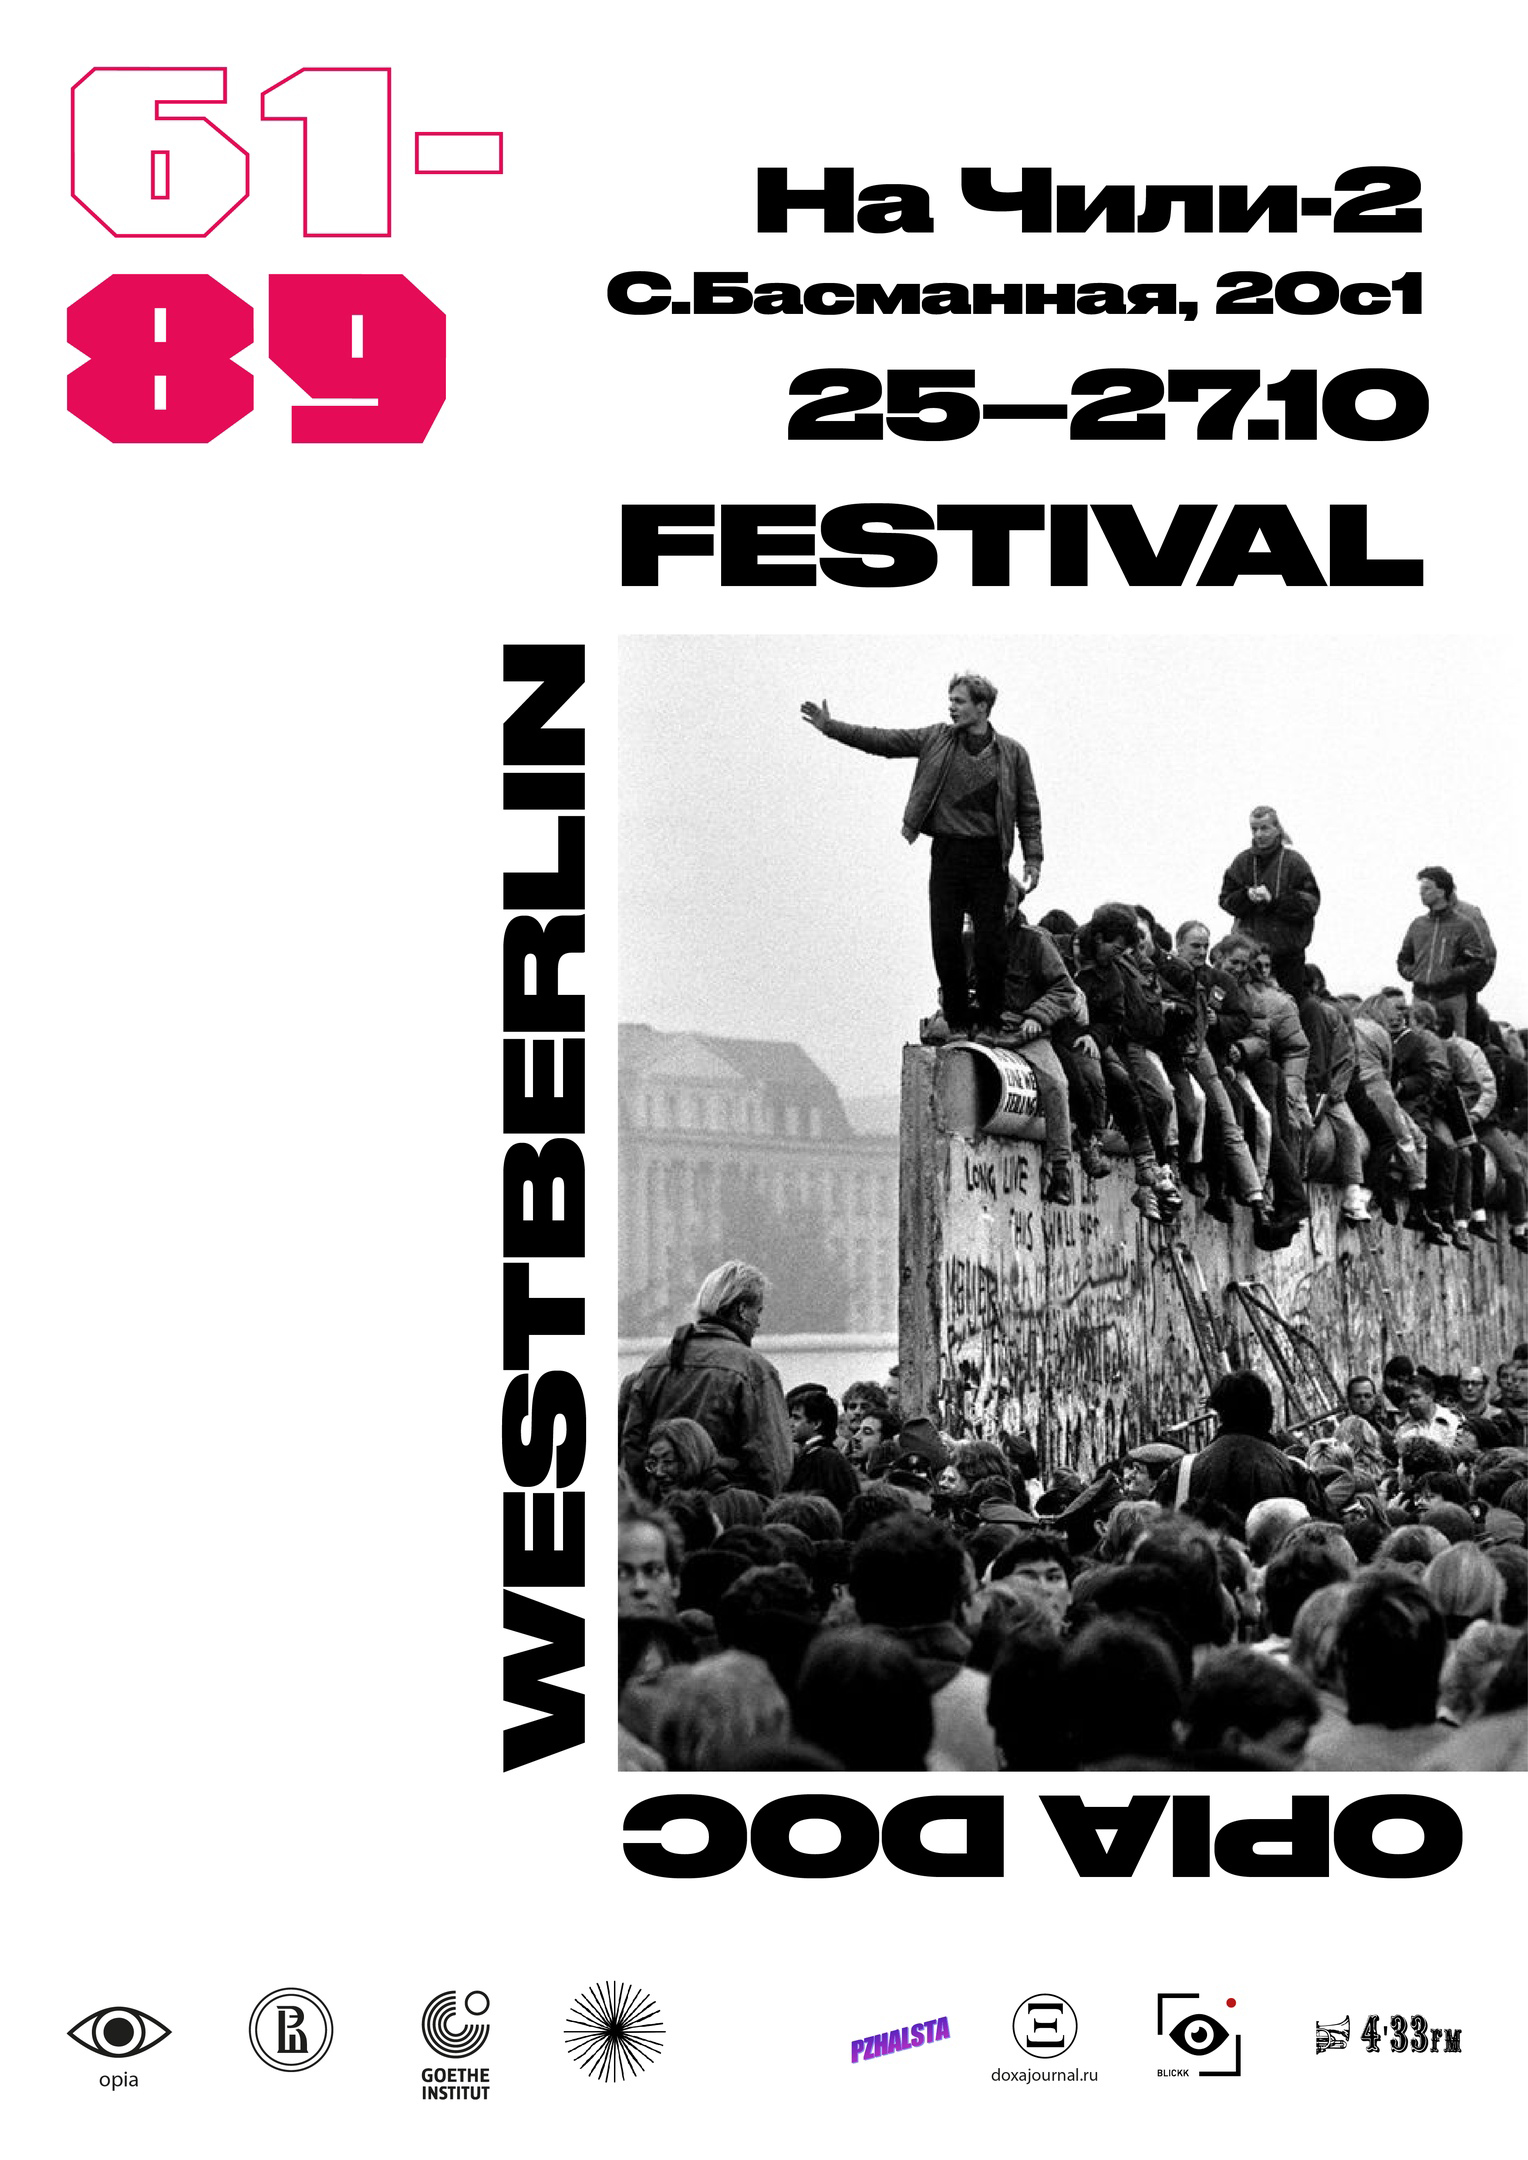 61-
89
На Чили-2
С.Басманная, 20с1
25—27.10
FESTIVAL
WESTBERLIN
LONG LIVE
THIS WALL
OPIA DOC
opia
GOETHE
INSTITUT
PZHALSTA
doxajournal.ru
BLICKK
4'33FM